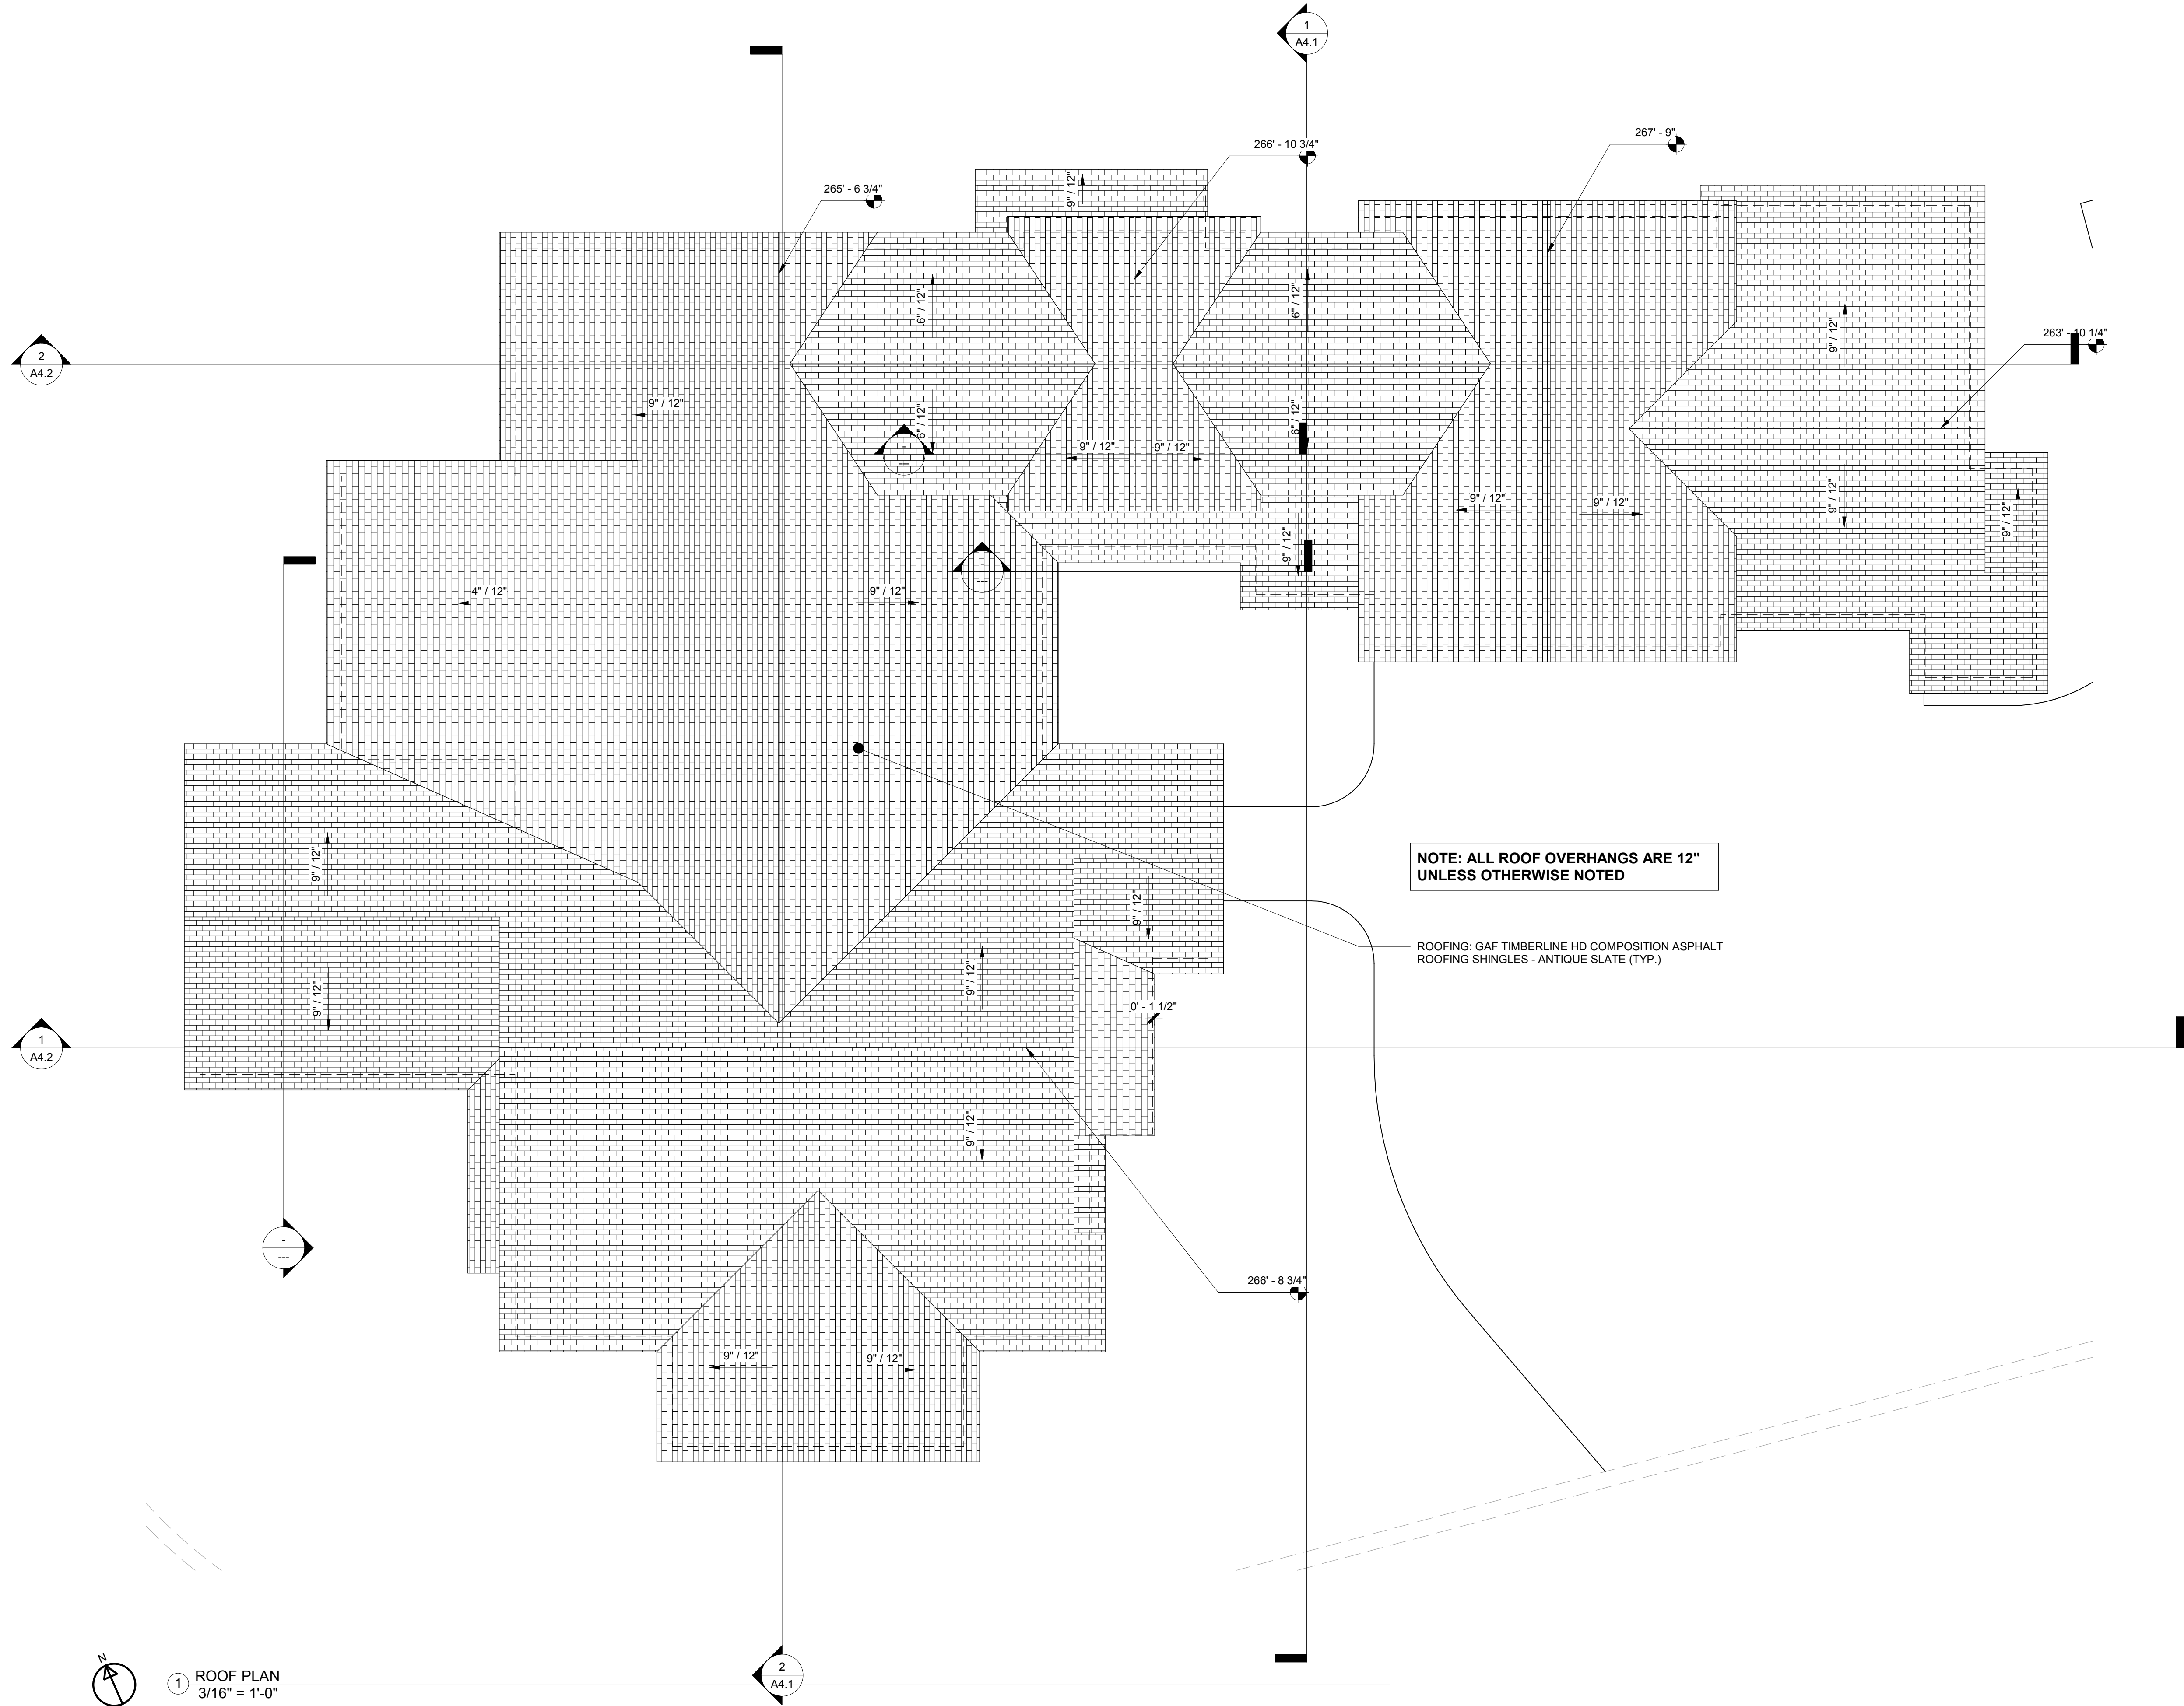 1
A4.1
267' - 9"
266' - 10 3/4"
265' - 6 3/4"
9" / 12"
6" / 12"
6" / 12"
9" / 12"
263' - 10 1/4"
2
A4.2
9" / 12"
6" / 12"
6" / 12"
9" / 12"
9" / 12"
-
---
9" / 12"
9" / 12"
9" / 12"
9" / 12"
9" / 12"
-
---
4" / 12"
9" / 12"
NOTE: ALL ROOF OVERHANGS ARE 12"
UNLESS OTHERWISE NOTED
9" / 12"
9" / 12"
ROOFING: GAF TIMBERLINE HD COMPOSITION ASPHALT
ROOFING SHINGLES - ANTIQUE SLATE (TYP.)
9" / 12"
9" / 12"
0' - 1 1/2"
1
A4.2
9" / 12"
-
---
266' - 8 3/4"
9" / 12"
9" / 12"
N
1
ROOF PLAN
3/16" = 1'-0"
2
A4.1